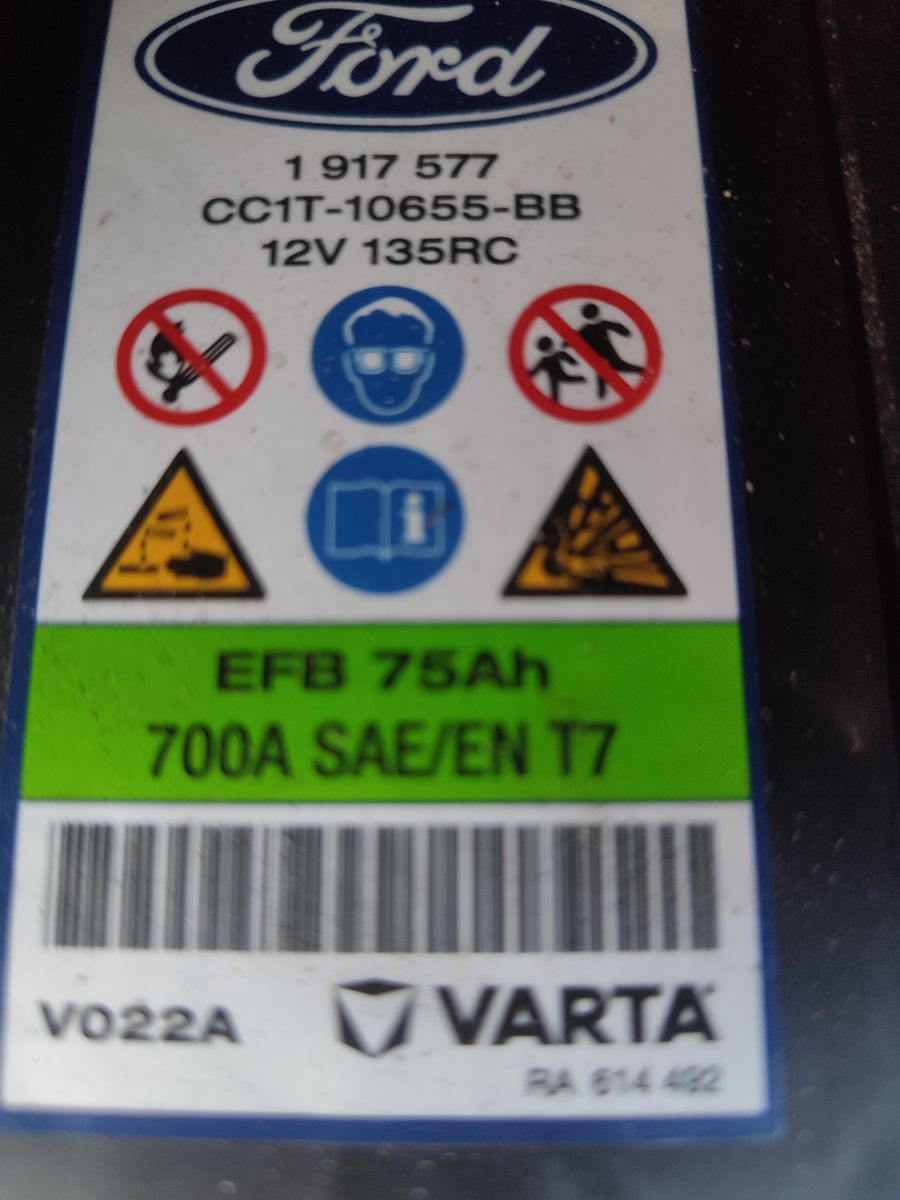 Ford
1 917 577
CC1T-10655-BB
12V 135RC
EFB 75Ah
700A SAE/EN T7
V022A
VARTA
RA 614 492